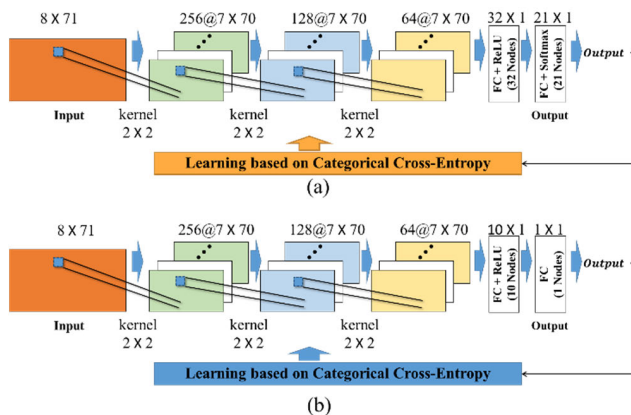 8 X 71
256@7 X 70
128@7 X 70
64@7 X 70
32 X 1
21 X 1
FC + ReLU
(32 Nodes)
FC + Softmax
(21 Nodes)
Output
Input
kernel
2 X 2
kernel
2 X 2
kernel
2 X 2
Output
Learning based on Categorical Cross-Entropy
(a)
8 X 71
256@7 X 70
128@7 X 70
64@7 X 70
10 X 1
1 X 1
FC + ReLU
(10 Nodes)
FC
(1 Nodes)
Output
Input
kernel
2 X 2
kernel
2 X 2
kernel
2 X 2
Output
Learning based on Categorical Cross-Entropy
(b)